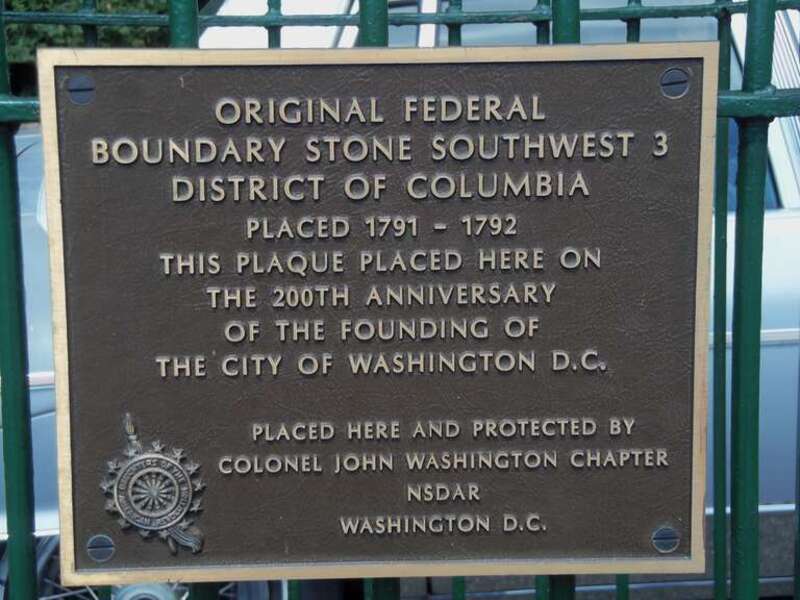 ORIGINAL FEDERAL
BOUNDARY STONE SOUTHWEST 3
DISTRICT OF COLUMBIA
PLACED 1791 - 1792
THIS PLAQUE PLACED HERE ON
THE 200TH ANNIVERSARY
OF THE FOUNDING OF
THE CITY OF WASHINGTON D.C.
PLACED HERE AND PROTECTED BY
COLONEL JOHN WASHINGTON CHAPTER
NSDAR
WASHINGTON D.C.